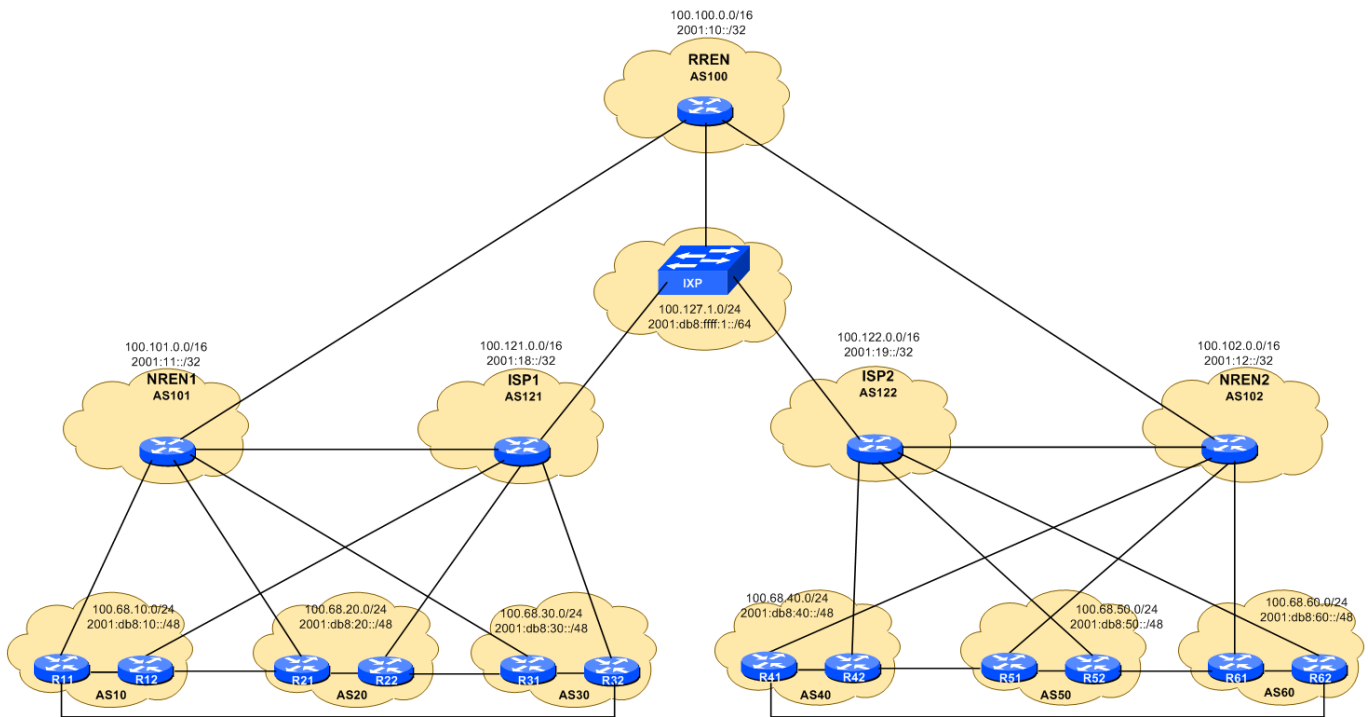 100.100.0.0/16
2001:10::/32
RREN
AS100
IXP
100.127.1.0/24
2001:db8:ffff:1::/64
100.101.0.0/16
2001:11::/32
NREN1
AS101
100.121.0.0/16
2001:18::/32
ISP1
AS121
100.122.0.0/16
2001:19::/32
ISP2
AS122
100.102.0.0/16
2001:12::/32
NREN2
AS102
100.68.10.0/24
2001:db8:10::/48
R11
R12
AS10
100.68.20.0/24
2001:db8:20::/48
R21
R22
AS20
100.68.30.0/24
2001:db8:30::/48
R31
R32
AS30
100.68.40.0/24
2001:db8:40::/48
R41
R42
AS40
100.68.50.0/24
2001:db8:50::/48
R51
R52
AS50
100.68.60.0/24
2001:db8:60::/48
R61
R62
AS60